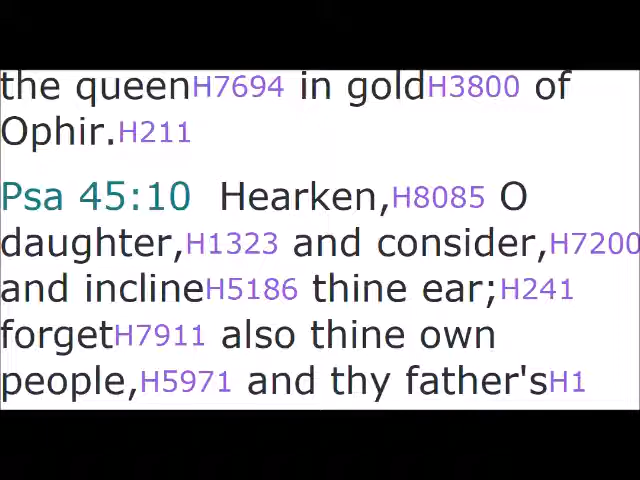 the queenH7694 in goldH3800 of
Ophir.H211
Psa 45:10 Hearken,H8085 O
daughter,H1323 and consider,H7200
and inclineH5186 thine ear;H241
forgetH7911 also thine own
people,H5971 and thy father'sH1